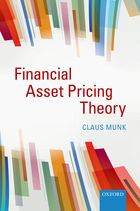 Financial
Asset Pricing
Theory
CLAUS MUNK
OXFORD